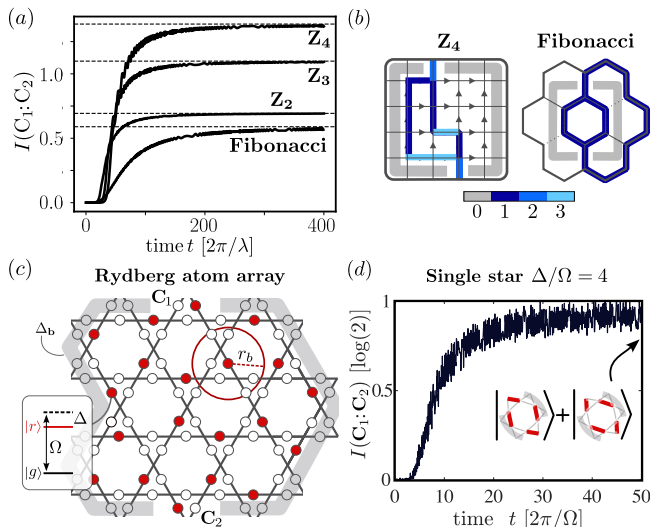 (a)
I(C₁:C₂)
1.0
0.5
0.0
Z₄
Z₃
Z₂
Fibonacci
0
200
400
time t [2π/λ]
(b)
Z₄
Fibonacci
0 1 2 3
(c) Rydberg atom array
C₁
Δ_b
r_b
|r⟩
Δ
Ω
|g⟩
C₂
(d) Single star Δ/Ω = 4
I(C₁:C₂) [log(2)]
1
0.5
0
0 10 20 30 40 50
+
time t [2π/Ω]